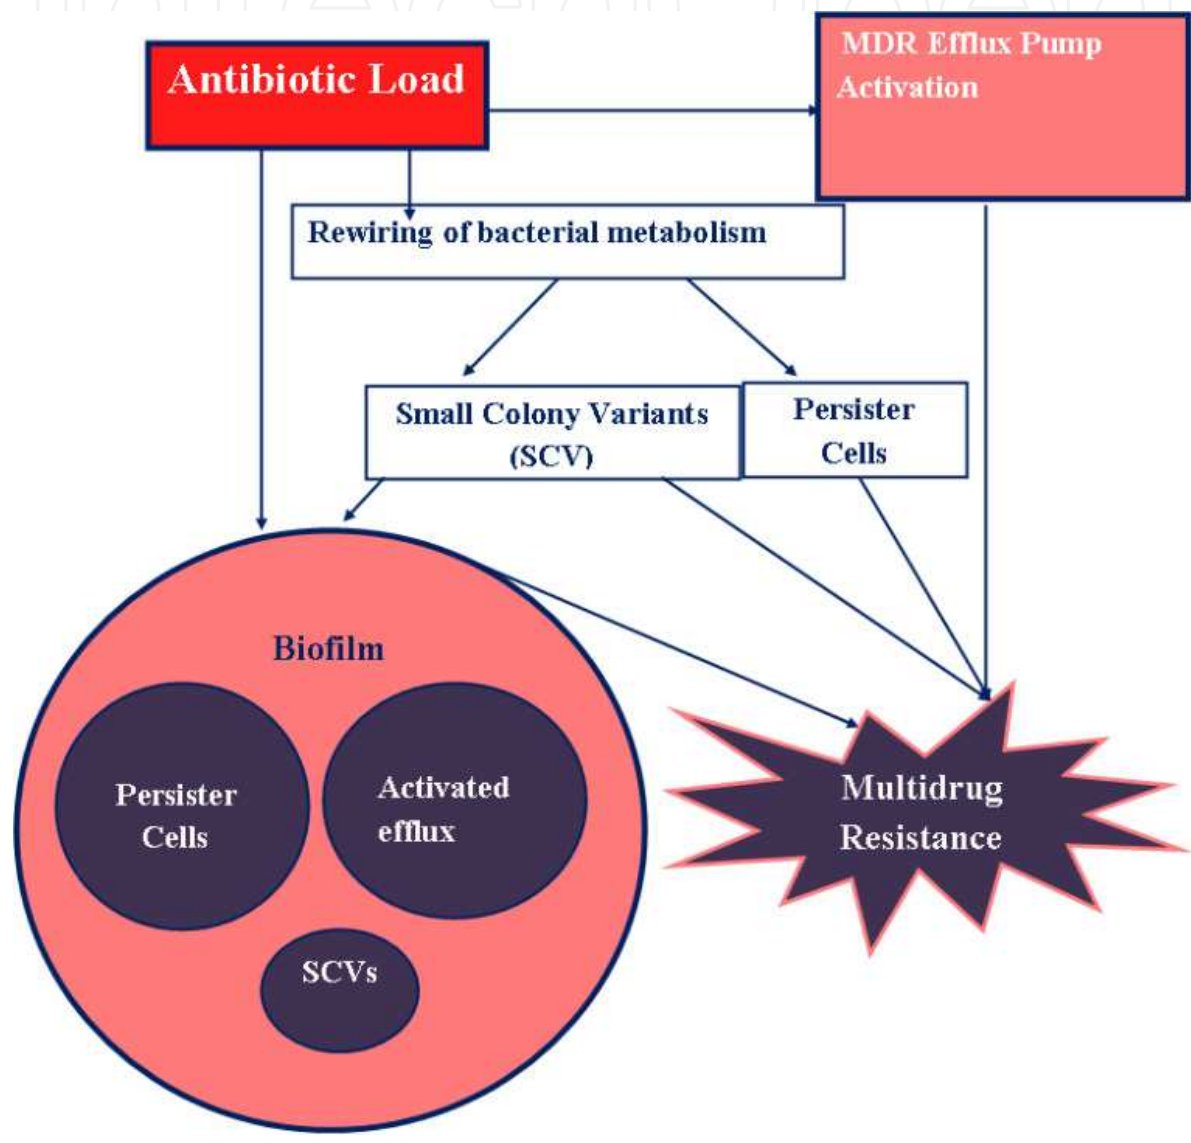 Antibiotic Load
MDR Efflux Pump
Activation
Rewiring of bacterial metabolism
Small Colony Variants
(SCV)
Persister
Cells
Biofilm
Persister
Cells
Activated
efflux
SCVs
Multidrug
Resistance